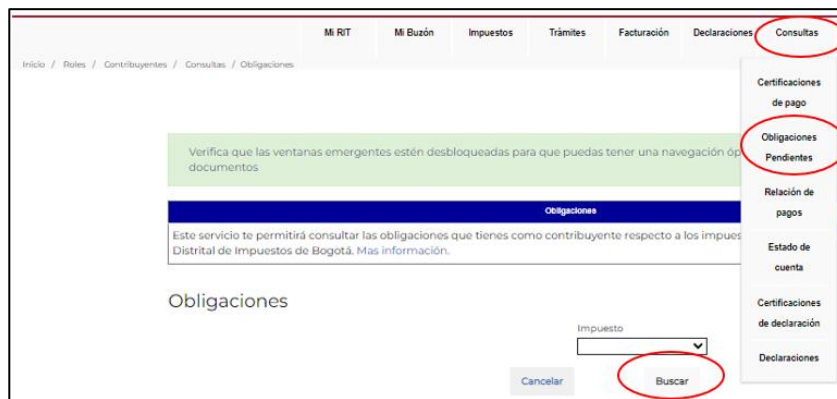 Mi RIT Mi Buzón Impuestos Trámites Facturación Declaraciones Consultas
Inicio / Roles / Contribuyentes / Consultas / Obligaciones
Certificaciones
de pago
Obligaciones
Pendientes
Relación de
pagos
Estado de
cuenta
Certificaciones
de declaración
Declaraciones
Verifica que las ventanas emergentes estén desbloqueadas para que puedas tener una navegación óp
documentos
Obligaciones
Este servicio te permitirá consultar las obligaciones que tienes como contribuyente respecto a los impues
Distrital de Impuestos de Bogotá. Mas información.
Obligaciones
Impuesto
Cancelar Buscar